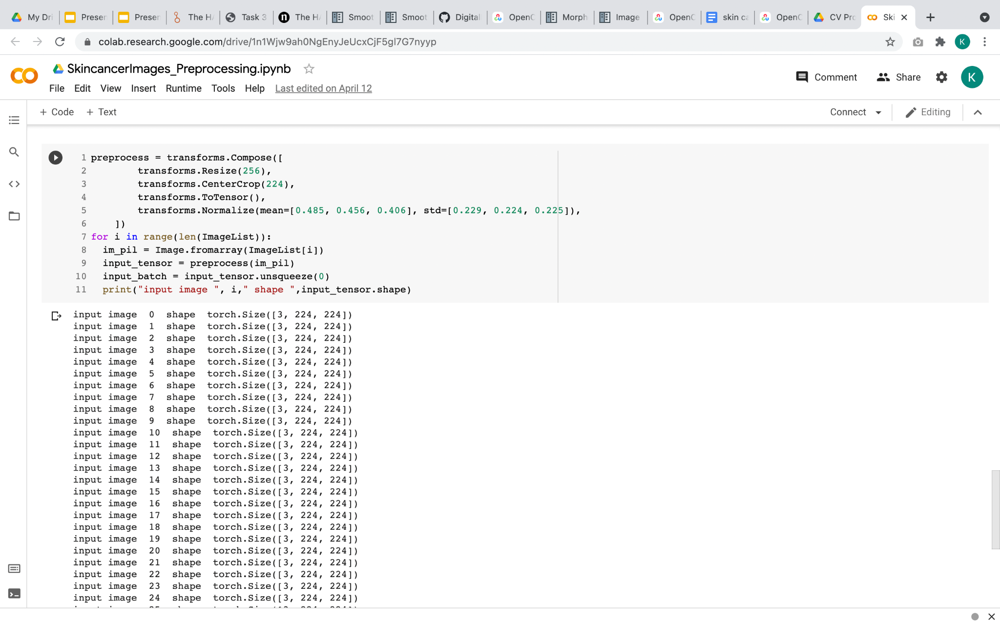 My Dri
Presen
Presen
The HA
Task 3
The HA
Smoot
Smoot
Digital
OpenC
Morph
Image
OpenC
skin ca
OpenC
CV Pro
Ski
colab.research.google.com/drive/1n1Wjw9ah0NgEnyJeUcxCjF5gl7G7nyyp
K
SkincancerImages_Preprocessing.ipynb
Comment
Share
K
File Edit View Insert Runtime Tools Help Last edited on April 12
+ Code + Text
Connect
Editing
1 preprocess = transforms.Compose([
2 transforms.Resize(256),
3 transforms.CenterCrop(224),
4 transforms.ToTensor(),
5 transforms.Normalize(mean=[0.485, 0.456, 0.406], std=[0.229, 0.224, 0.225]),
6 ])
7 for i in range(len(ImageList)):
8 im_pil = Image.fromarray(ImageList[i])
9 input_tensor = preprocess(im_pil)
10 input_batch = input_tensor.unsqueeze(0)
11 print("input image ", i," shape ",input_tensor.shape)
input image 0 shape torch.Size([3, 224, 224])
input image 1 shape torch.Size([3, 224, 224])
input image 2 shape torch.Size([3, 224, 224])
input image 3 shape torch.Size([3, 224, 224])
input image 4 shape torch.Size([3, 224, 224])
input image 5 shape torch.Size([3, 224, 224])
input image 6 shape torch.Size([3, 224, 224])
input image 7 shape torch.Size([3, 224, 224])
input image 8 shape torch.Size([3, 224, 224])
input image 9 shape torch.Size([3, 224, 224])
input image 10 shape torch.Size([3, 224, 224])
input image 11 shape torch.Size([3, 224, 224])
input image 12 shape torch.Size([3, 224, 224])
input image 13 shape torch.Size([3, 224, 224])
input image 14 shape torch.Size([3, 224, 224])
input image 15 shape torch.Size([3, 224, 224])
input image 16 shape torch.Size([3, 224, 224])
input image 17 shape torch.Size([3, 224, 224])
input image 18 shape torch.Size([3, 224, 224])
input image 19 shape torch.Size([3, 224, 224])
input image 20 shape torch.Size([3, 224, 224])
input image 21 shape torch.Size([3, 224, 224])
input image 22 shape torch.Size([3, 224, 224])
input image 23 shape torch.Size([3, 224, 224])
input image 24 shape torch.Size([3, 224, 224])